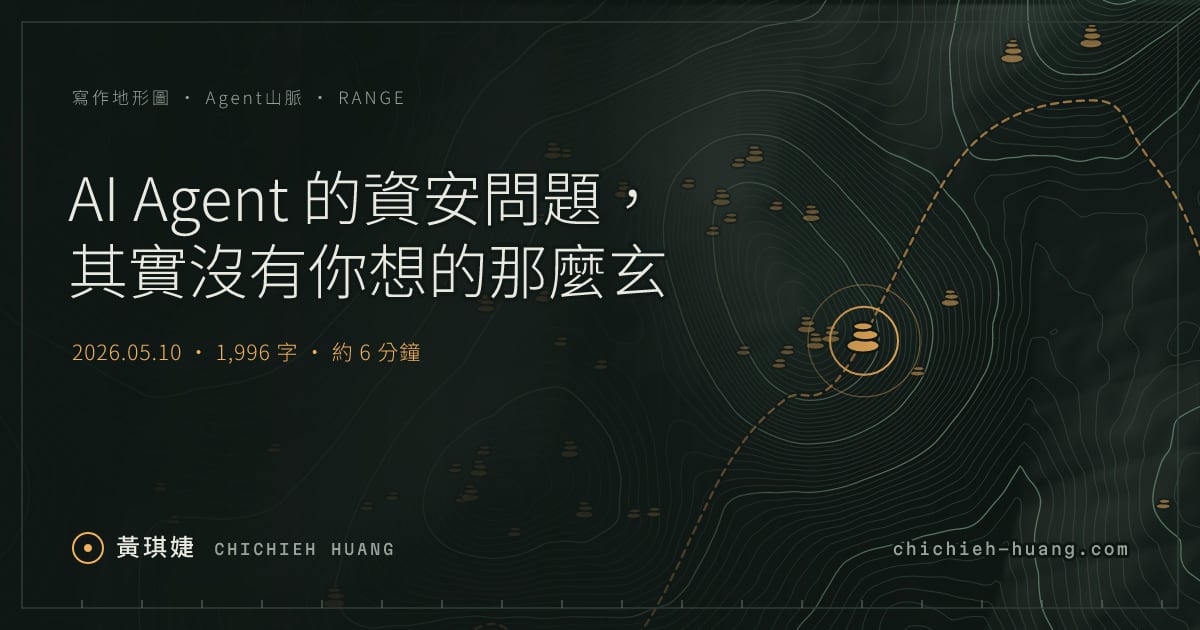 寫作地形圖 · Agent山脈 · RANGE
AI Agent 的資安問題，
其實沒有你想的那麼玄
2026.05.10 · 1,996 字 · 約 6 分鐘
黃琪婕 CHICHIEH HUANG
chichieh-huang.com